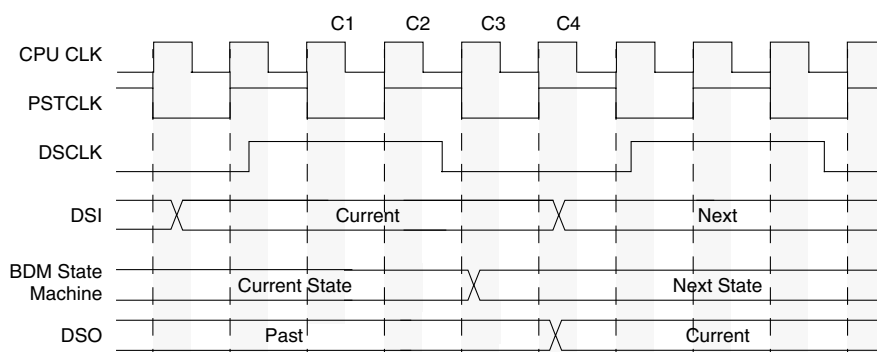 C1 C2 C3 C4
CPU CLK
PSTCLK
DSCLK
DSI Current Next
BDM State
Machine Current State Next State
DSO Past Current